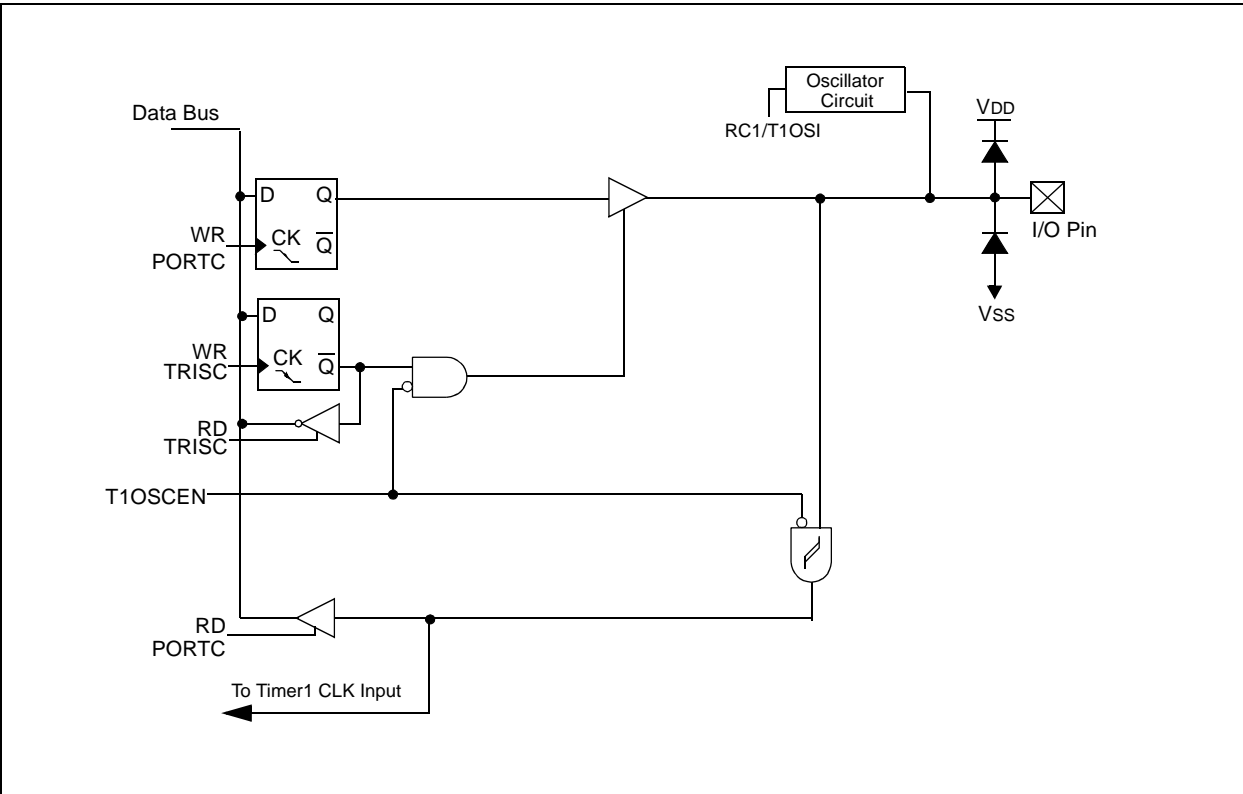 Oscillator
Circuit
Data Bus
VDD
RC1/T1OSI
D Q
WR
PORTC
CK Q
I/O Pin
D Q
VSS
WR
TRISC
CK Q
RD
TRISC
T1OSCEN
RD
PORTC
To Timer1 CLK Input